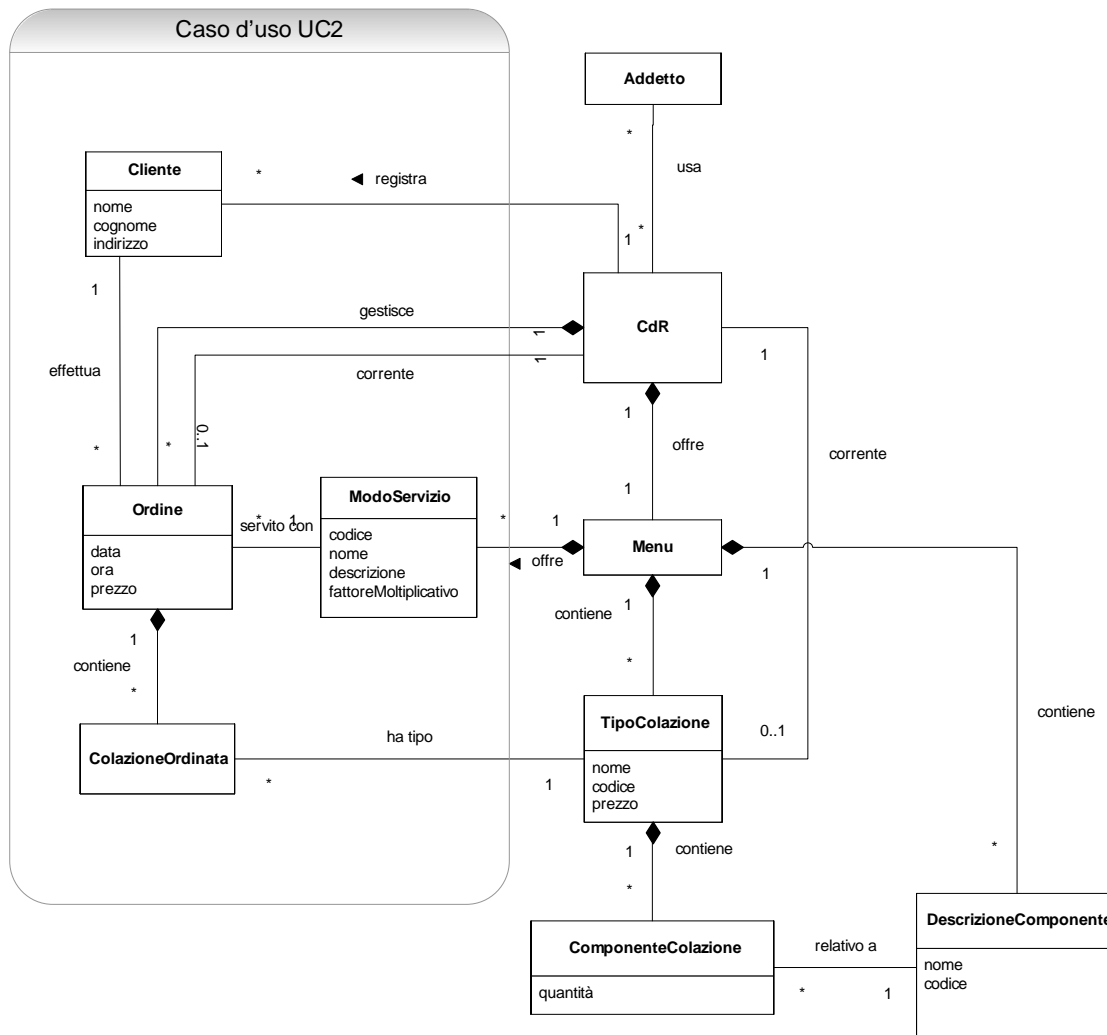 Caso d'uso UC2
Addetto
*
usa
*
Cliente
nome
cognome
indirizzo
*
◄ registra
1
1
effettua
*
CdR
gestisce
1
*
corrente
1
0..1
1
corrente
0..1
1
offre
1
Ordine
data
ora
prezzo
*
servito con
1
ModoServizio
codice
nome
descrizione
fattoreMoltiplicativo
*
1
◄ offre
Menu
1
contiene
*
1
contiene
*
1
contiene
*
ColazioneOrdinata
*
ha tipo
1
TipoColazione
nome
codice
prezzo
1
contiene
*
ComponenteColazione
quantità
*
relativo a
1
DescrizioneComponente
nome
codice